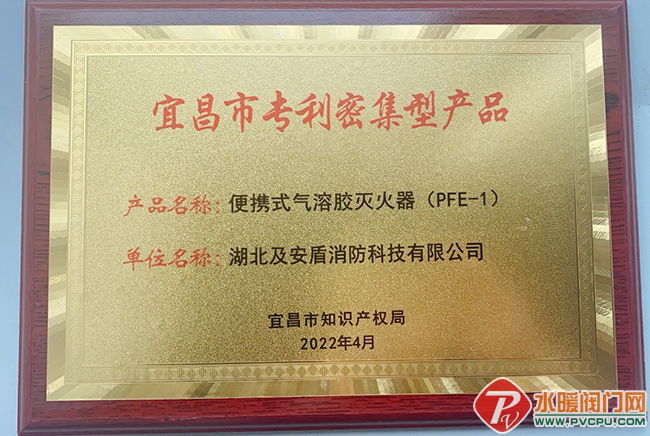 宜昌市专利密集型产品
产品名称：便携式气溶胶灭火器（PFE-1）
单位名称：湖北及安盾消防科技有限公司
宜昌市知识产权局
2022年4月
水暖阀门网
WWW.PVCPU.COM